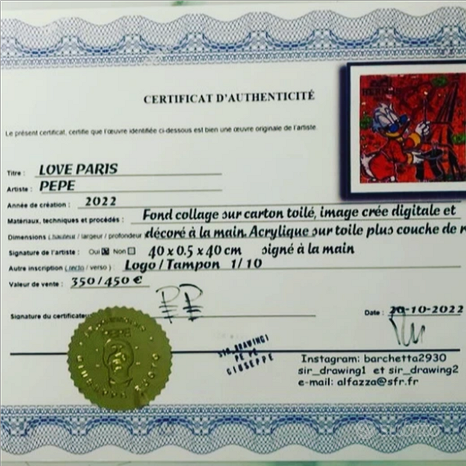 CERTIFICAT D'AUTHENTICITÉ
Le présent certificat, certifie que l'œuvre identifiée ci-dessous est bien une œuvre originale de l'artiste
Titre : LOVE PARIS
Artiste : PEPE
Année de création : 2022
Matériaux, techniques et procédés : Fond collage sur carton toilé, image crée digitale et
décoré à la main. Acrylique sur toile plus couche de
Dimensions (hauteur / largeur / profondeur 40 x 0.5 x 40 cm
Signature de l'artiste : Oui Non signé à la main
Autre inscription (recto / verso) : Logo/Tampon 1/10
Valeur de vente : 350/450 €
Signature du certificate
Date : 20-10-2022
PEPE
SIR_DRAWING1
PE PE
GIUSEPPE
Instagram: barchetta2930
sir_drawing1 et sir_drawing2
e-mail: alfazza@sfr.fr